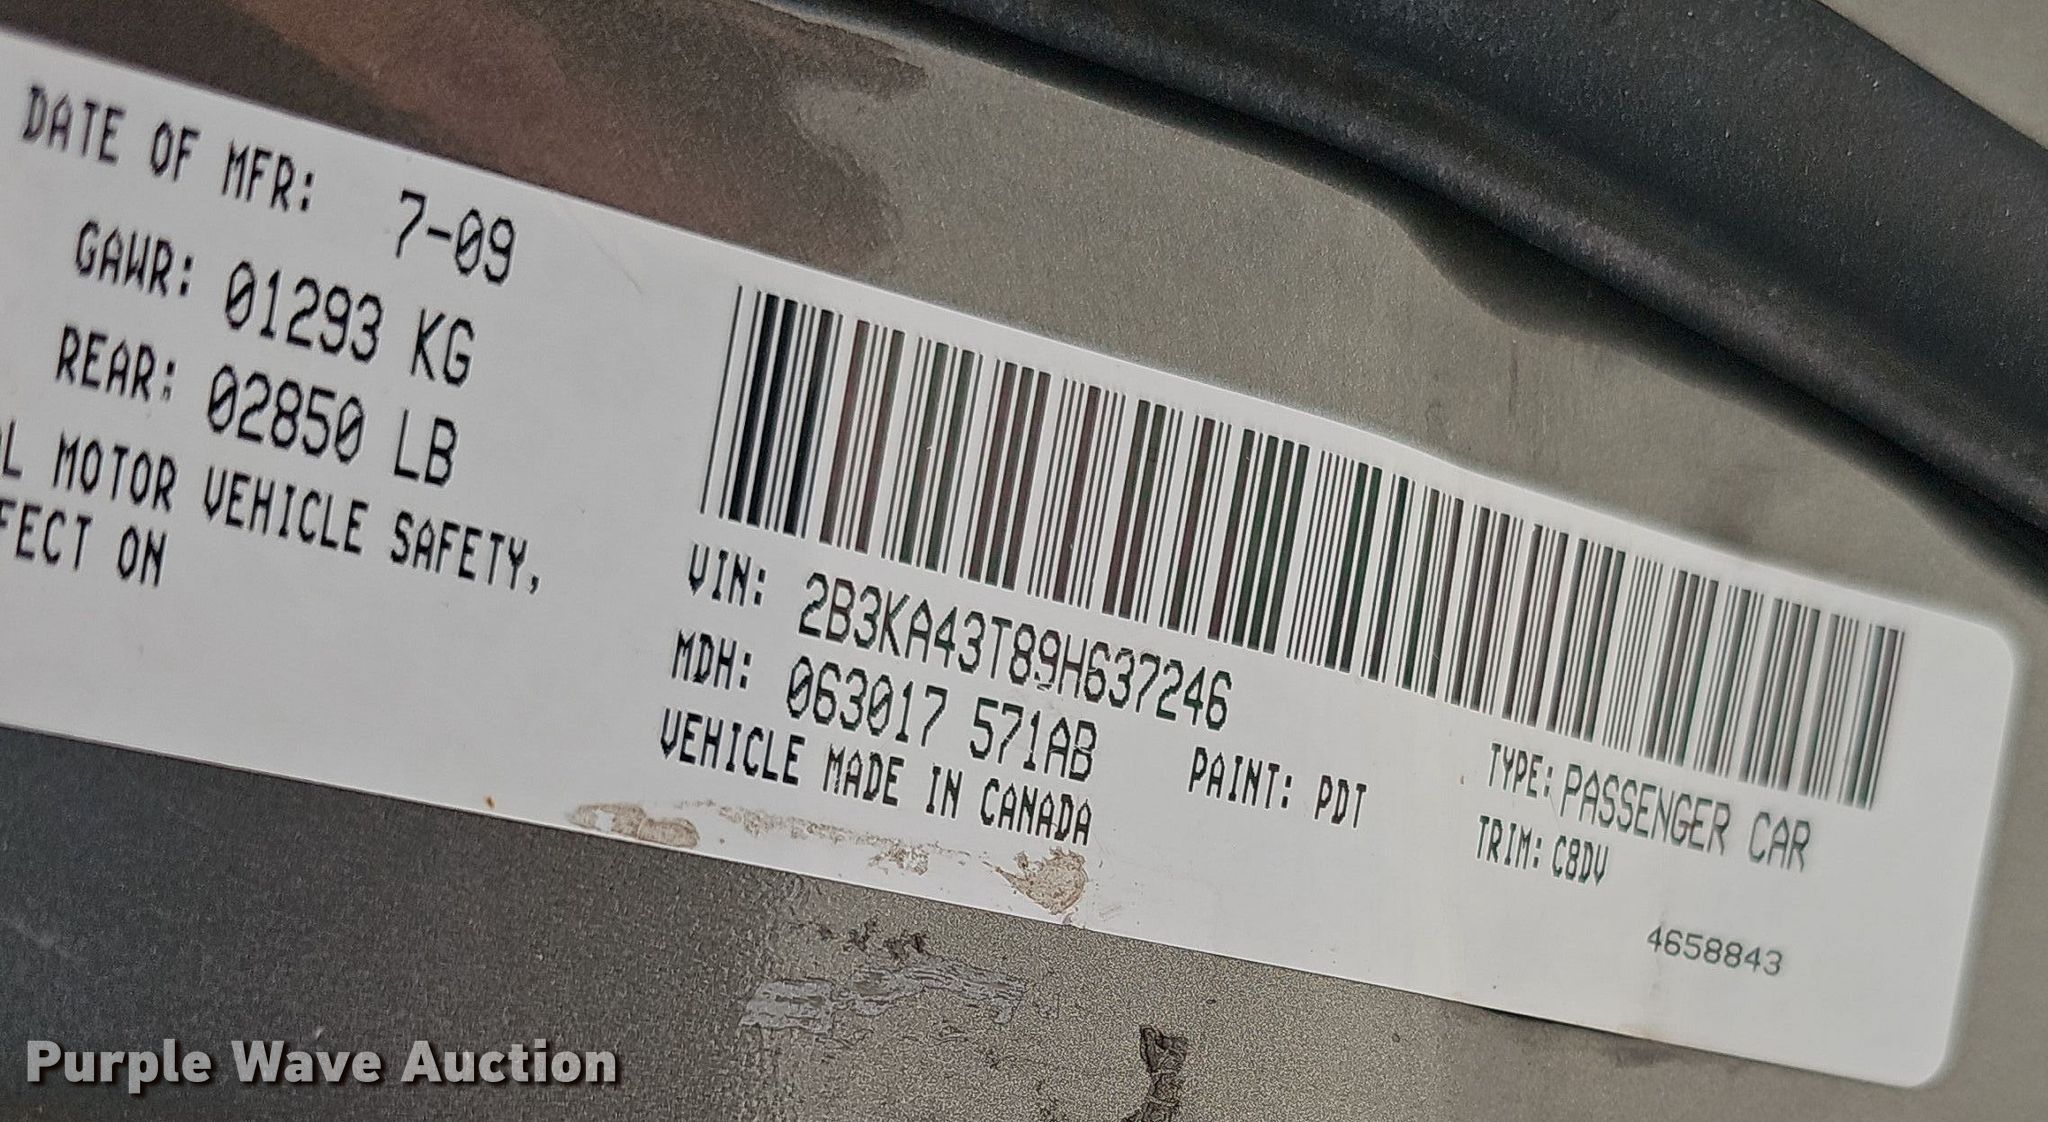 DATE OF MFR: 7-09
GAWR: 01293 KG
REAR: 02850 LB
L MOTOR VEHICLE SAFETY,
FECT ON
VIN: 2B3KA43T89H637246
MDH: 063017 571AB
VEHICLE MADE IN CANADA
PAINT: PDT
TYPE: PASSENGER CAR
TRIM: C8DV
4658843
Purple Wave Auction